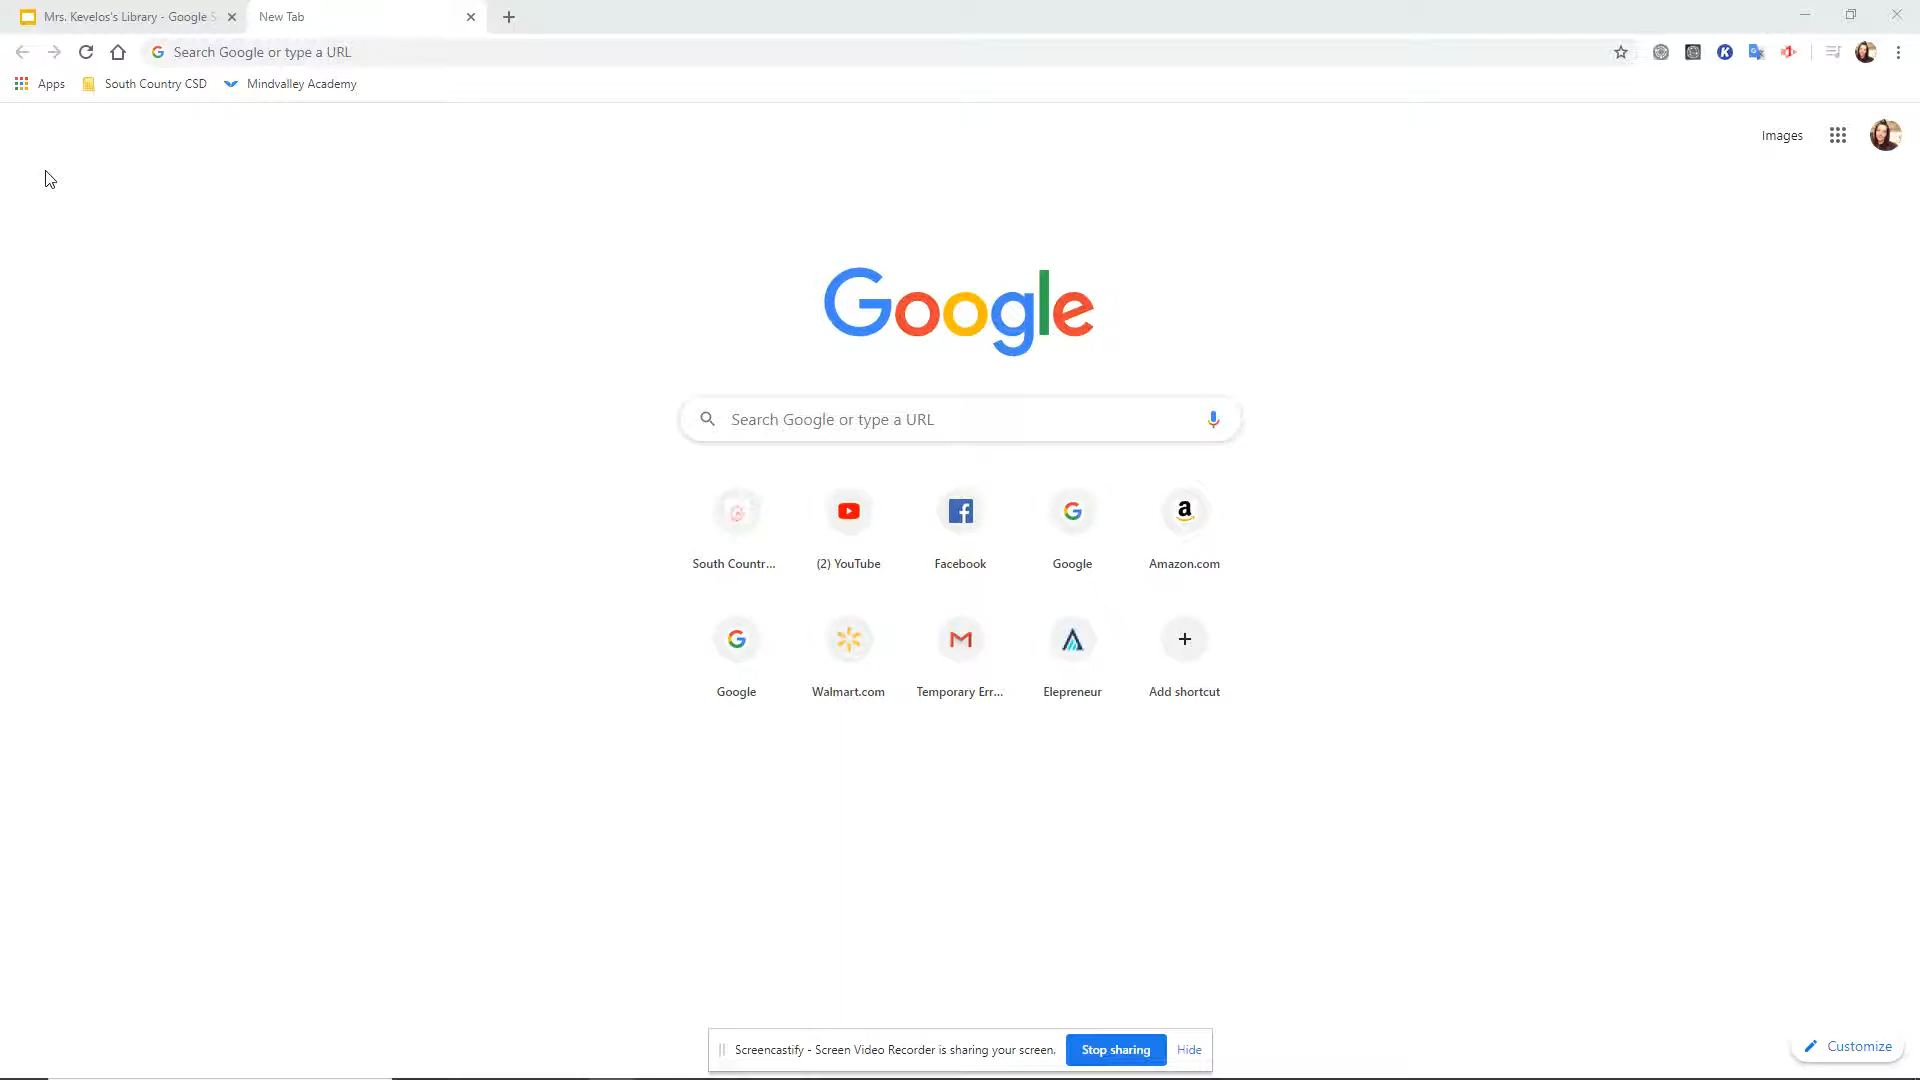 Mrs. Kevelos's Library - Google S
New Tab
Search Google or type a URL
Apps
South Country CSD
Mindvalley Academy
Images
Google
Search Google or type a URL
South Countr...
(2) YouTube
Facebook
Google
Amazon.com
Google
Walmart.com
Temporary Err...
Elepreneur
Add shortcut
Screencastify - Screen Video Recorder is sharing your screen.
Stop sharing
Hide
Customize